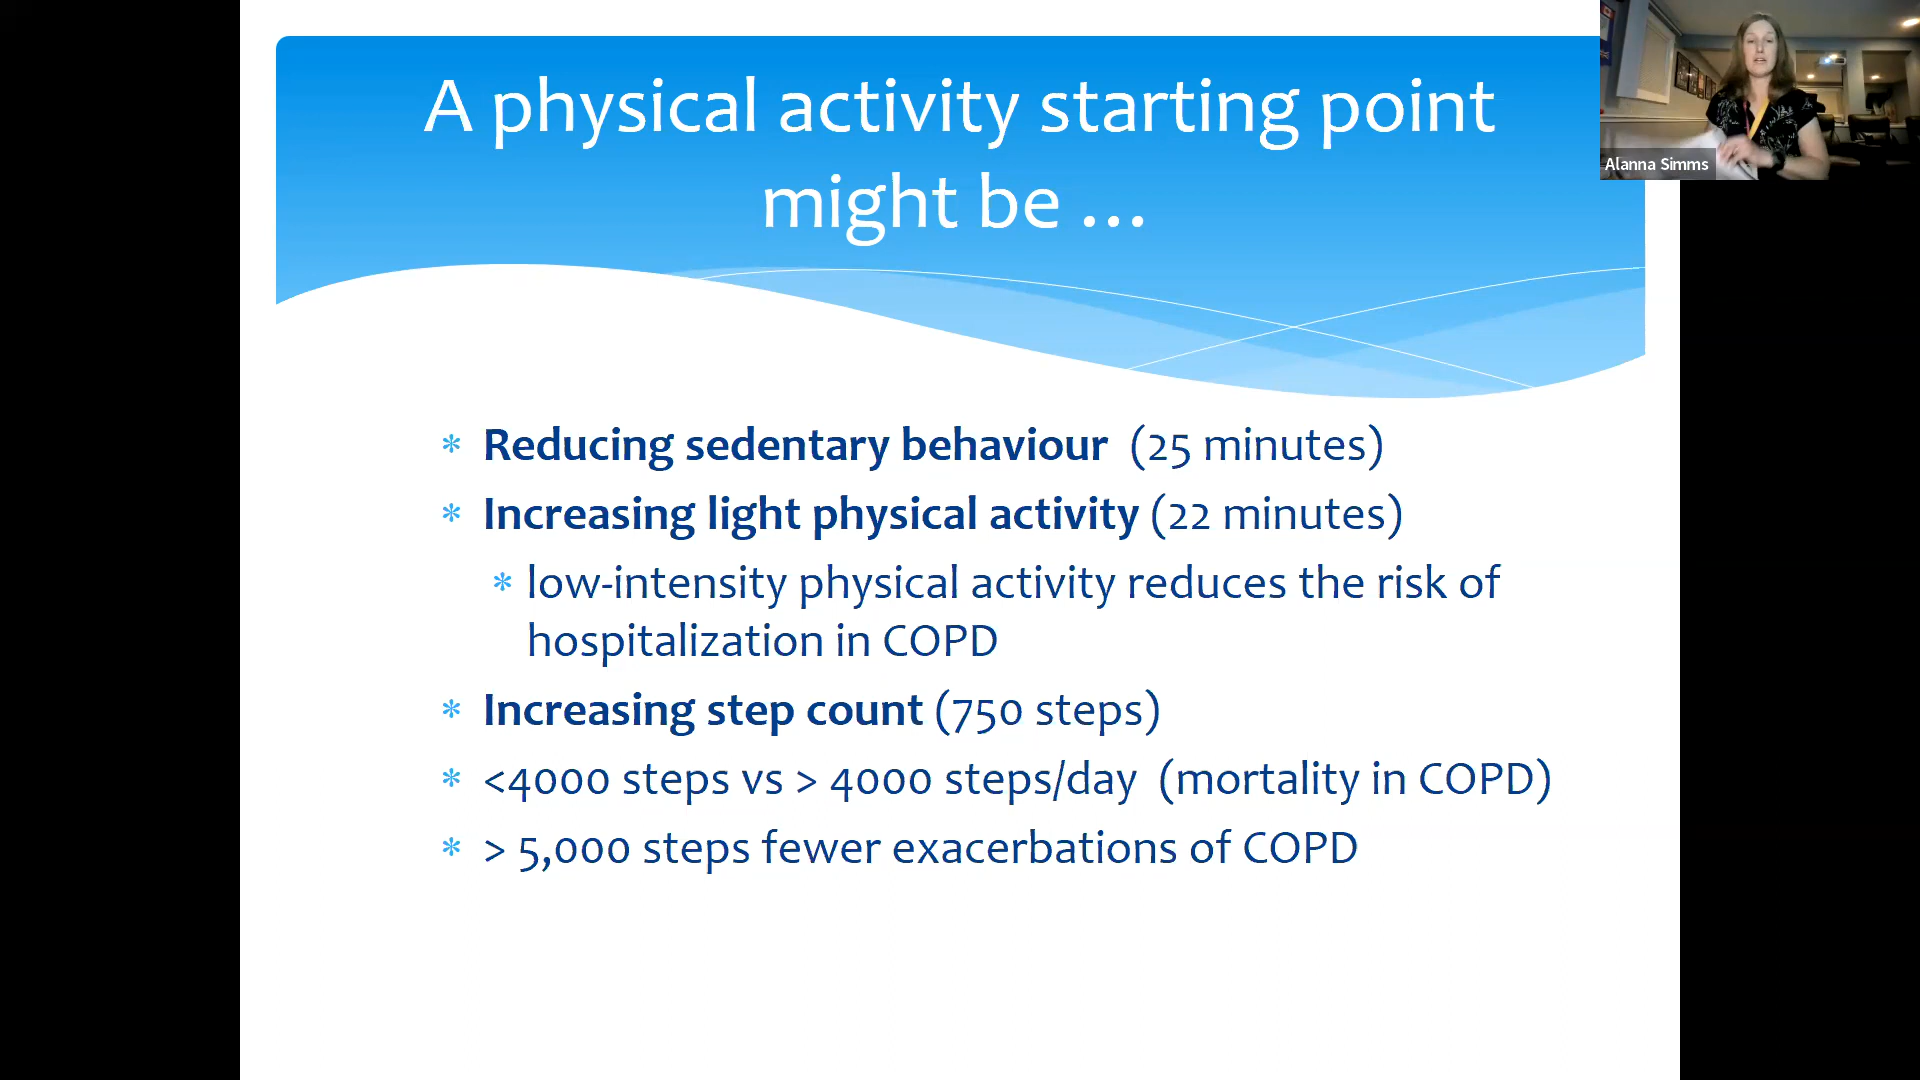 A physical activity starting point
might be ...
Alanna Simms
* Reducing sedentary behaviour (25 minutes)
* Increasing light physical activity (22 minutes)
* low-intensity physical activity reduces the risk of
hospitalization in COPD
* Increasing step count (750 steps)
* <4000 steps vs > 4000 steps/day (mortality in COPD)
* > 5,000 steps fewer exacerbations of COPD